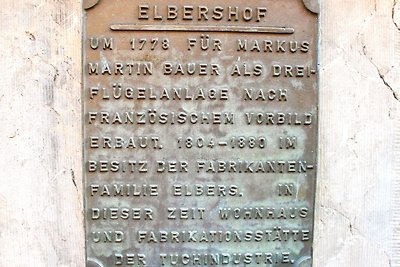 ELBERSHOF
UM 1778 FÜR MARKUS
MARTIN BAUER ALS DREI-
FLÜGELANLAGE NACH
FRANZÖSISCHEM VORBILD
ERBAUT. 1804-1880 IM
BESITZ DER FABRIKANTEN-
FAMILIE ELBERS. IN
DIESER ZEIT WOHNHAUS
UND FABRIKATIONSSTÄTTE
DER TUCHINDUSTRIE.